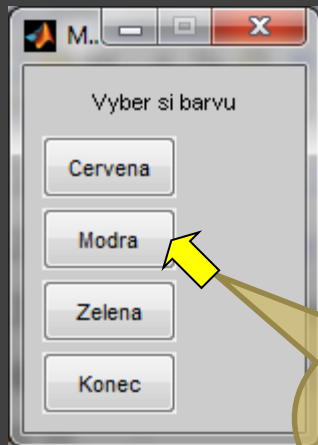 M...
Vyber si barvu
Cervena
Modra
Zelena
Konec